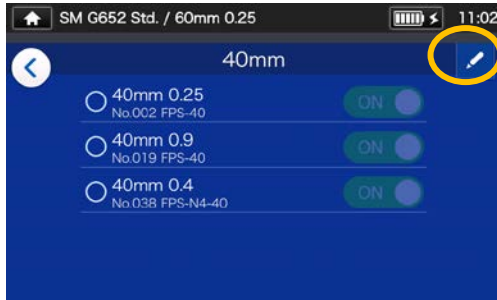 SM G652 Std. / 60mm 0.25 11:02
40mm
40mm 0.25 ON
No.002 FPS-40
40mm 0.9 ON
No.019 FPS-40
40mm 0.4 ON
No.038 FPS-N4-40